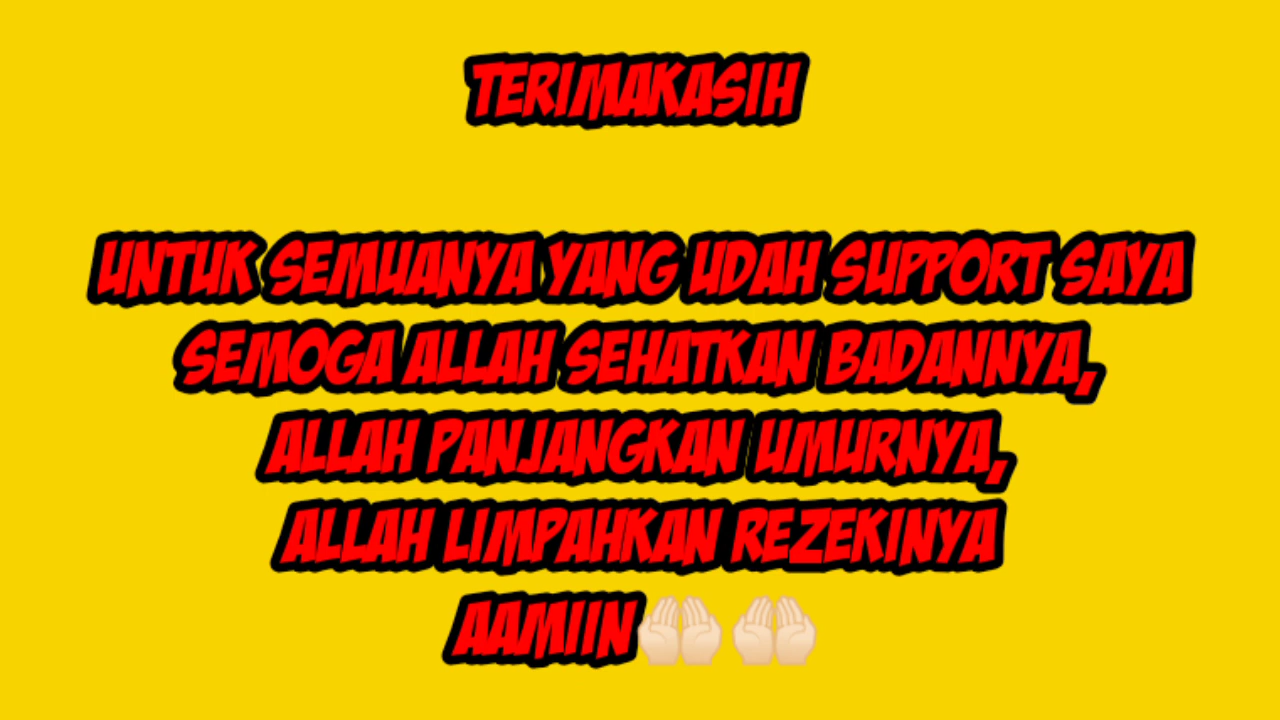 TERIMAKASIH
UNTUK SEMUANYA YANG UDAH SUPPORT SAYA
SEMOGA ALLAH SEHATKAN BADANNYA,
ALLAH PANJANGKAN UMURNYA,
ALLAH LIMPAHKAN REZEKINYA
AAMIIN🤲🏻🤲🏻